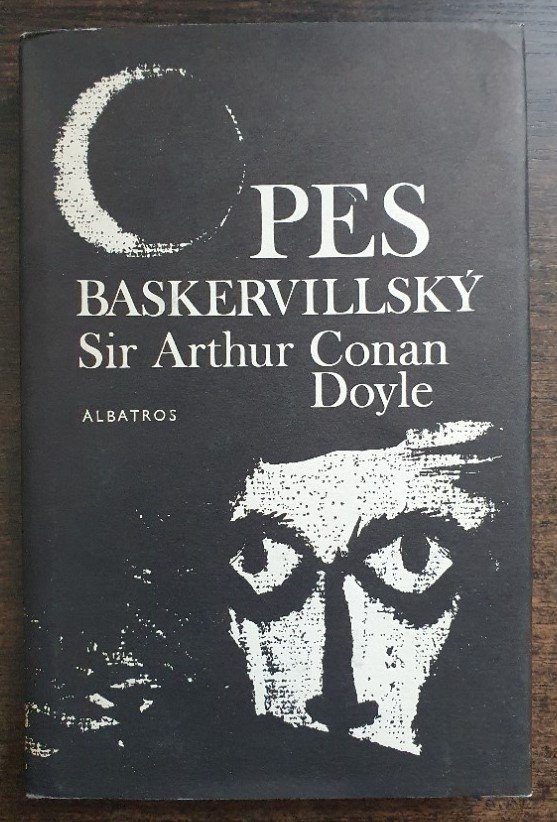 PES
BASKERVILLSKÝ
Sir Arthur Conan
Doyle
ALBATROS